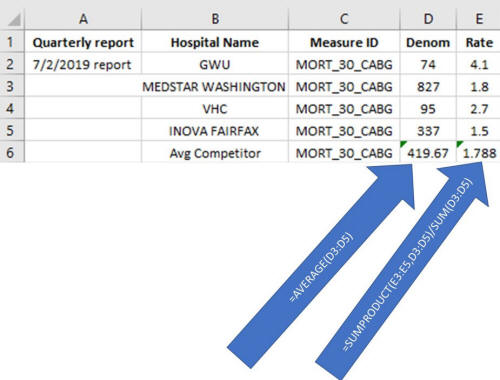 A B C D E
1 Quarterly report Hospital Name Measure ID Denom Rate
2 7/2/2019 report GWU MORT_30_CABG 74 4.1
3 MEDSTAR WASHINGTON MORT_30_CABG 827 1.8
4 VHC MORT_30_CABG 95 2.7
5 INOVA FAIRFAX MORT_30_CABG 337 1.5
6 Avg Competitor MORT_30_CABG 419.67 1.788
=AVERAGE(D3:D5)
=SUMPRODUCT(E3:E5,D3:D5)/SUM(D3:D5)